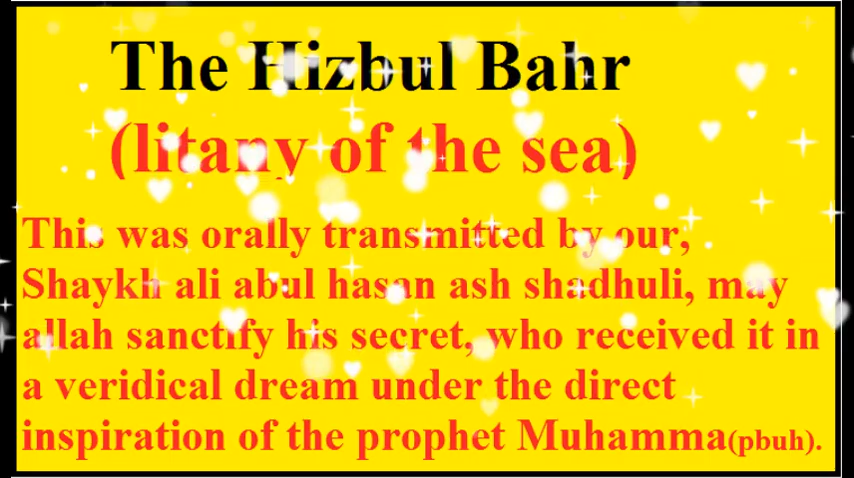 The Hizbul Bahr
(litany of the sea)
This was orally transmitted by our,
Shaykh ali abul hasan ash shadhuli, may
allah sanctify his secret, who received it in
a veridical dream under the direct
inspiration of the prophet Muhamma(pbuh).